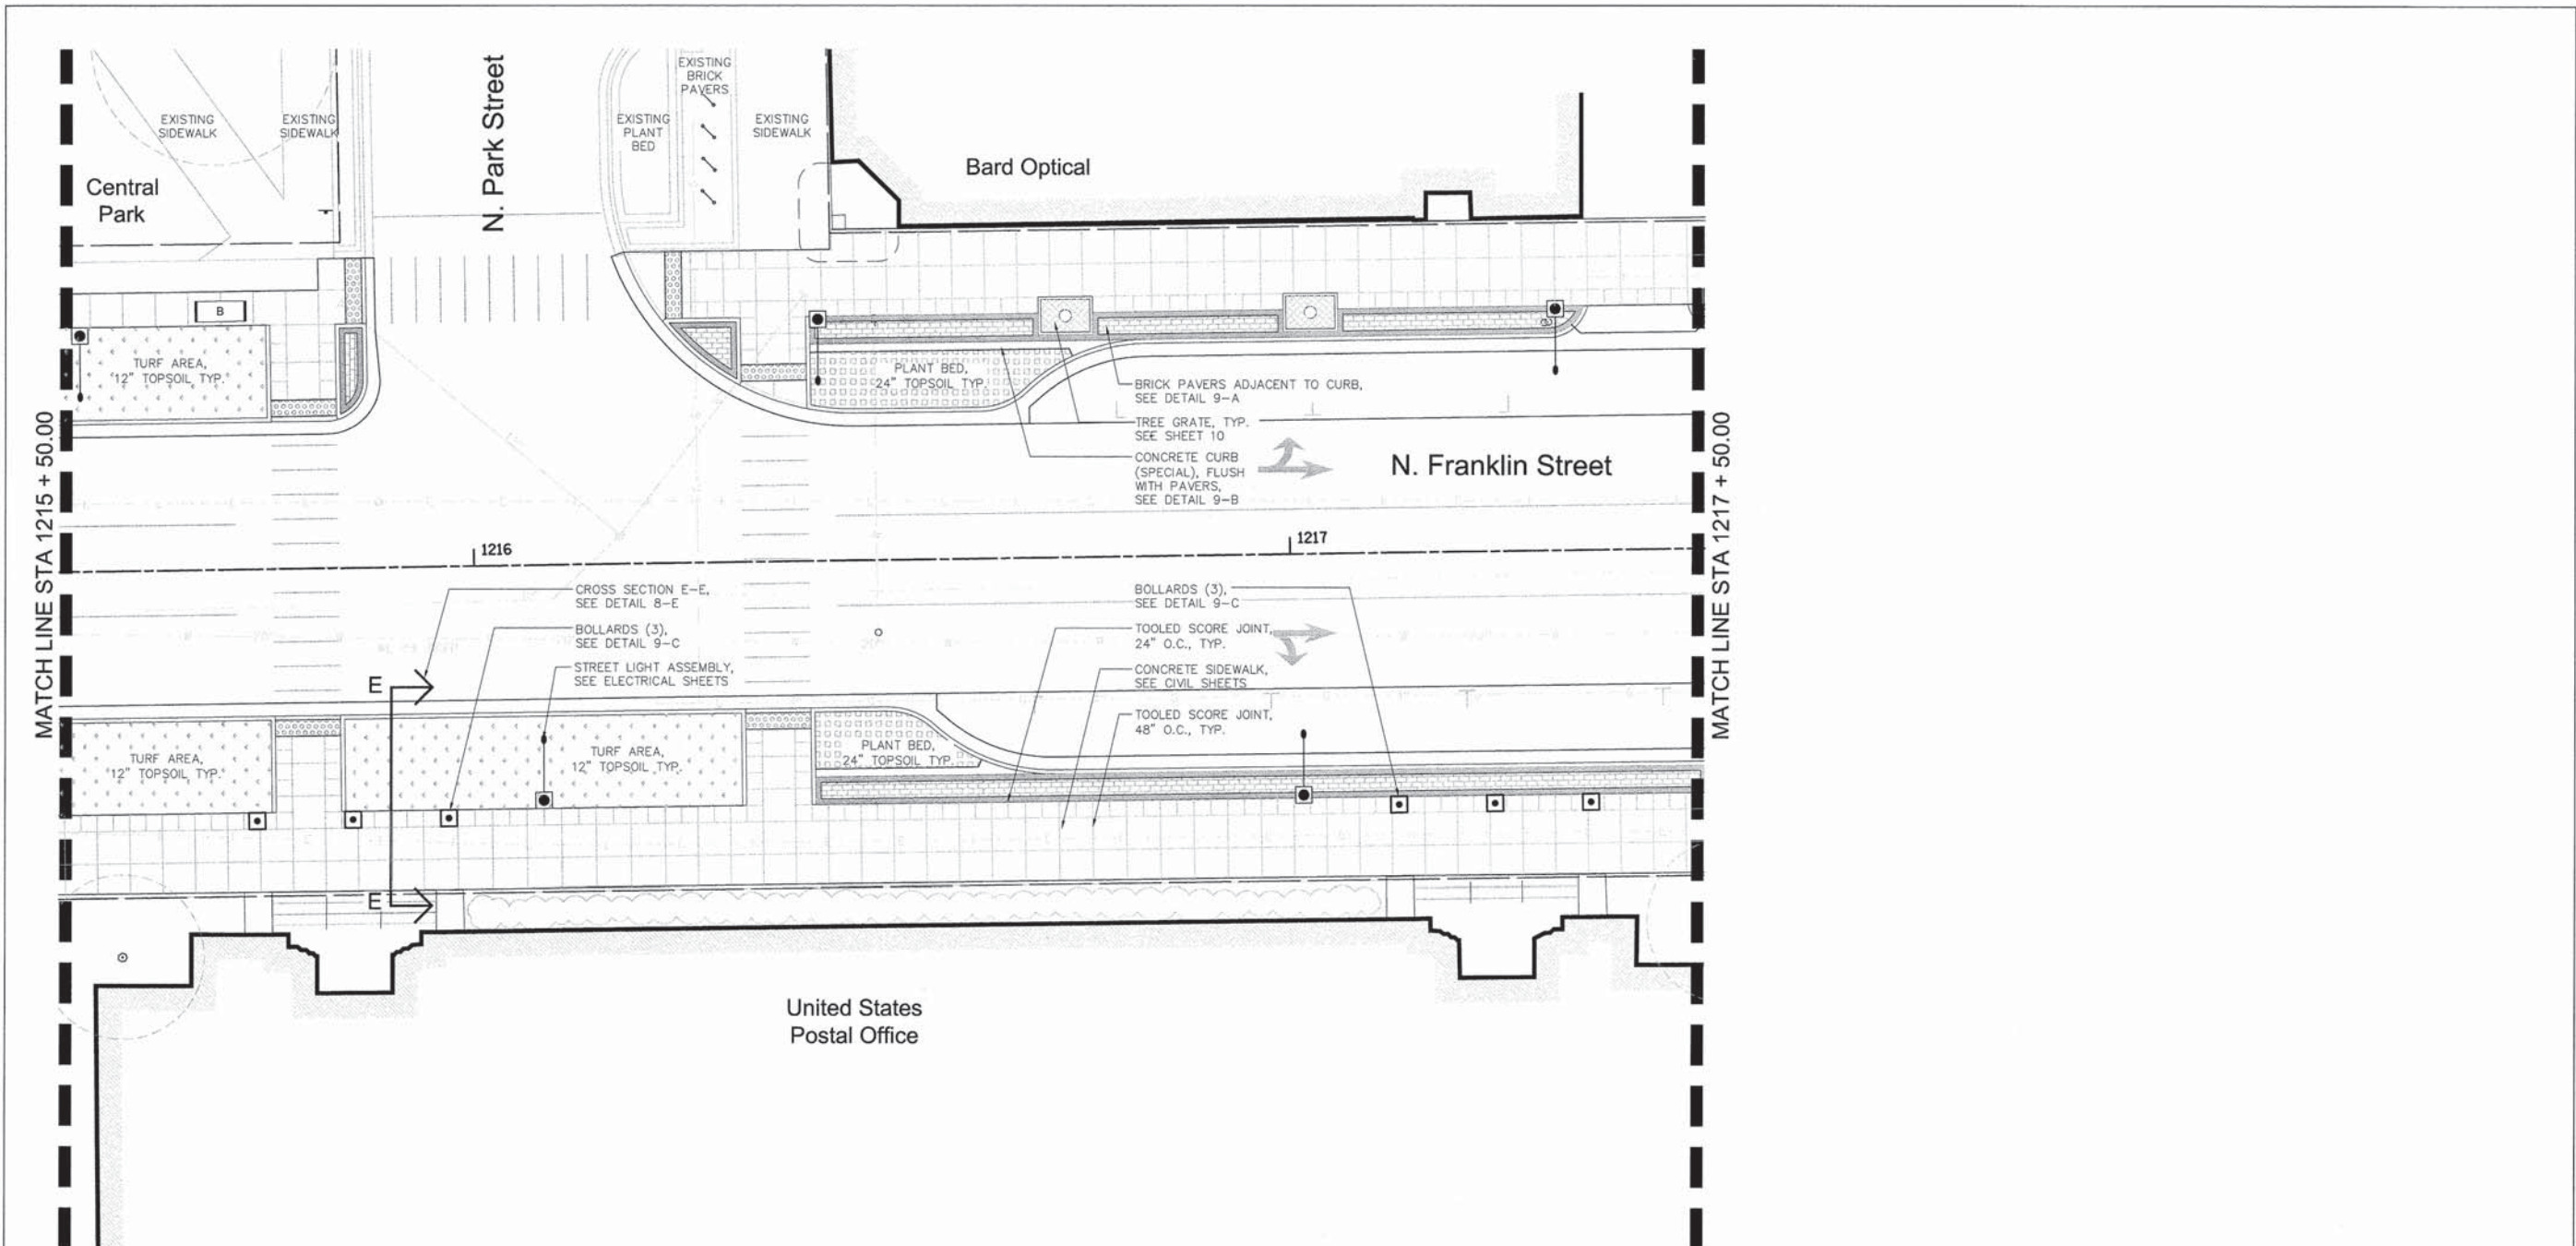 EXISTING
SIDEWALK
EXISTING
SIDEWALK
N. Park Street
EXISTING
BRICK
PAVERS
EXISTING
PLANT
BED
EXISTING
SIDEWALK
Central
Park
Bard Optical
B
TURF AREA,
12" TOPSOIL TYP.
PLANT BED,
24" TOPSOIL TYP.
BRICK PAVERS ADJACENT TO CURB,
SEE DETAIL 9-A
TREE GRATE, TYP.
SEE SHEET 10
CONCRETE CURB
(SPECIAL), FLUSH
WITH PAVERS,
SEE DETAIL 9-B
N. Franklin Street
MATCH LINE STA 1215 + 50.00
MATCH LINE STA 1217 + 50.00
1216
1217
CROSS SECTION E-E,
SEE DETAIL 8-E
BOLLARDS (3),
SEE DETAIL 9-C
STREET LIGHT ASSEMBLY,
SEE ELECTRICAL SHEETS
BOLLARDS (3),
SEE DETAIL 9-C
TOOLED SCORE JOINT,
24" O.C., TYP.
CONCRETE SIDEWALK,
SEE CIVIL SHEETS
TOOLED SCORE JOINT,
48" O.C., TYP.
E
TURF AREA,
12" TOPSOIL TYP.
TURF AREA,
12" TOPSOIL TYP.
PLANT BED,
24" TOPSOIL TYP.
E
United States
Postal Office